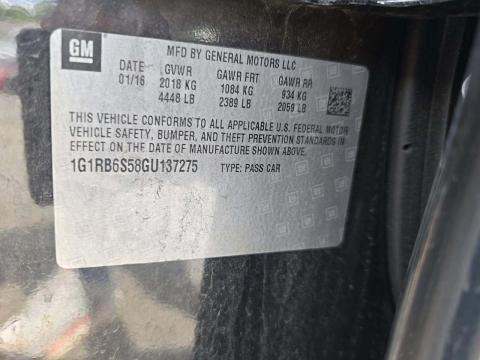 GM
MFD BY GENERAL MOTORS LLC
DATE GVWR GAWR FRT GAWR RR
01/16 2018 KG 1084 KG 934 KG
4448 LB 2389 LB 2059 LB
THIS VEHICLE CONFORMS TO ALL APPLICABLE U.S. FEDERAL MOTOR
VEHICLE SAFETY, BUMPER, AND THEFT PREVENTION STANDARDS IN
EFFECT ON THE DATE OF MANUFACTURE SHOWN ABOVE.
1G1RB6S58GU137275 TYPE: PASS CAR